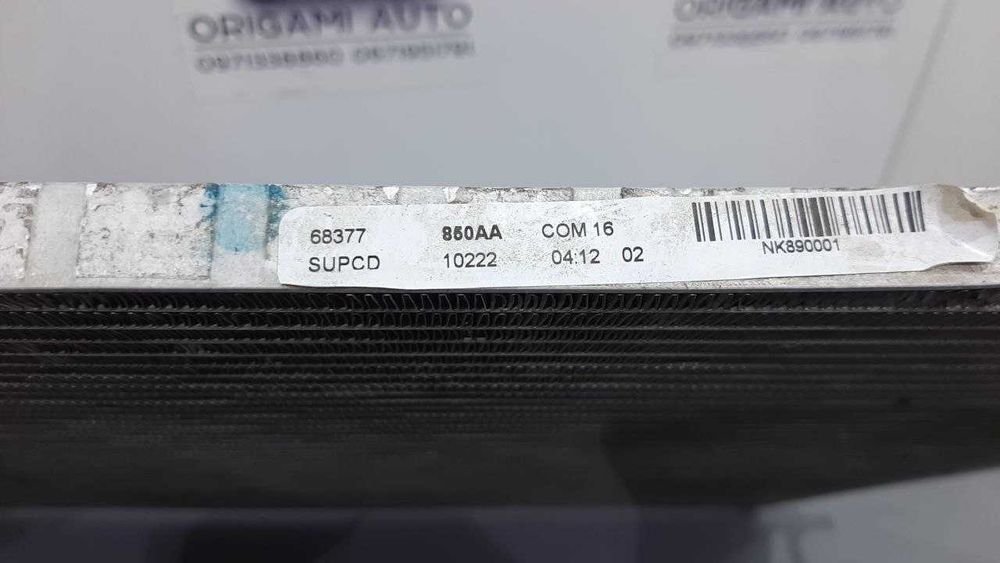 ORIGAMI AUTO
ORIGAMI AUTO
68377 850AA COM 16
SUPCD 10222 04:12 02
NK890001